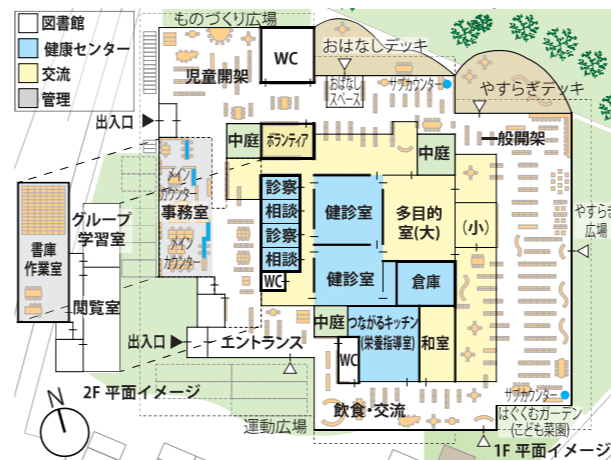 図書館
健康センター
交流
管理
ものづくり広場
おはなしデッキ
児童開架
WC
おはなし
スペース
サブカウンター
やすらぎデッキ
出入口
中庭
ボランティア
中庭
一般開架
メイン
カウンター
事務室
メイン
カウンター
診察
相談
診察
相談
WC
健診室
健診室
多目的
室(大)
(小)
倉庫
やすらぎ
広場
書庫
作業室
グループ
学習室
閲覧室
出入口
エントランス
中庭
WC
つながるキッチン
(栄養指導室)
和室
飲食・交流
サブカウンター
はぐくむガーデン
(こども菜園)
運動広場
N
2F 平面イメージ
1F 平面イメージ